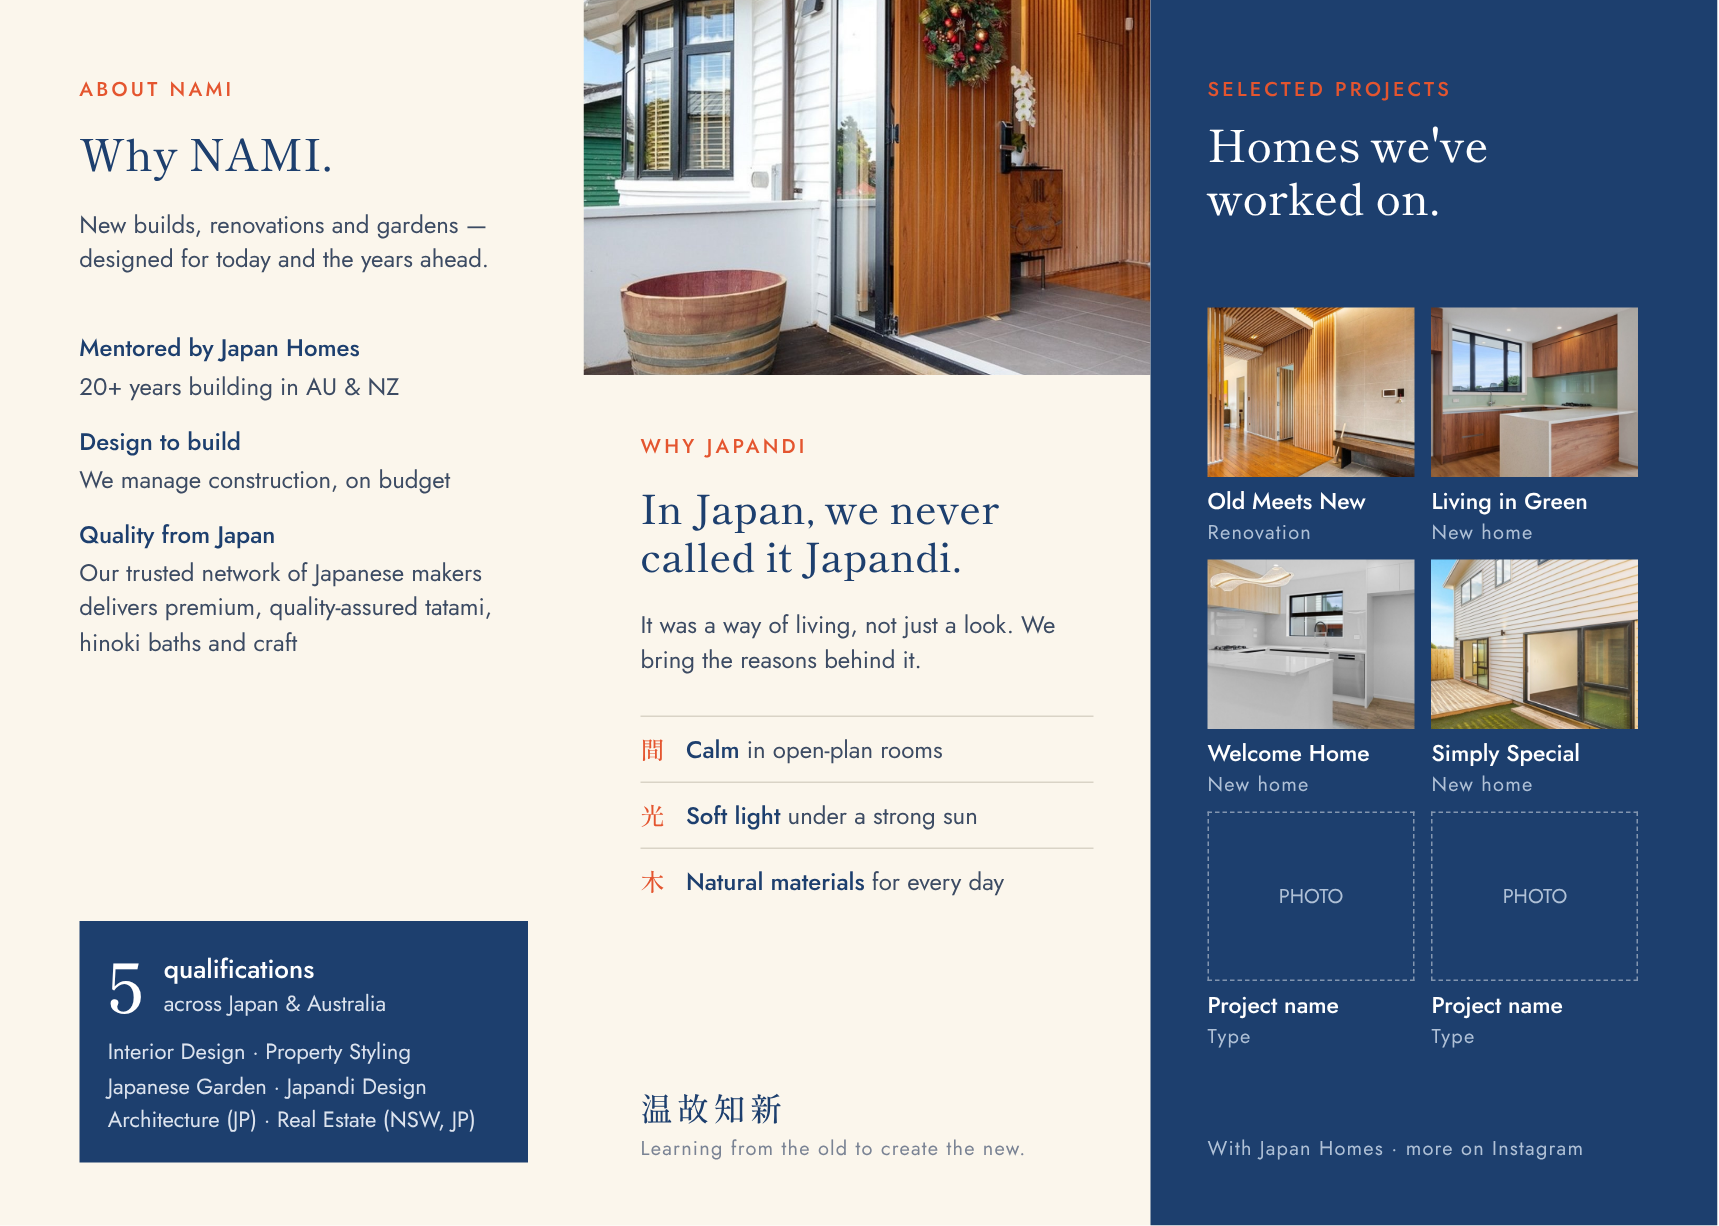 ABOUT NAMI
Why NAMI.
New builds, renovations and gardens —
designed for today and the years ahead.
Mentored by Japan Homes
20+ years building in AU & NZ
Design to build
We manage construction, on budget
Quality from Japan
Our trusted network of Japanese makers
delivers premium, quality-assured tatami,
hinoki baths and craft
5 qualifications
across Japan & Australia
Interior Design · Property Styling
Japanese Garden · Japandi Design
Architecture (JP) · Real Estate (NSW, JP)
WHY JAPANDI
In Japan, we never
called it Japandi.
It was a way of living, not just a look. We
bring the reasons behind it.
間 Calm in open-plan rooms
光 Soft light under a strong sun
木 Natural materials for every day
温故知新
Learning from the old to create the new.
SELECTED PROJECTS
Homes we've
worked on.
Old Meets New
Renovation
Living in Green
New home
Welcome Home
New home
Simply Special
New home
PHOTO
Project name
Type
PHOTO
Project name
Type
With Japan Homes · more on Instagram